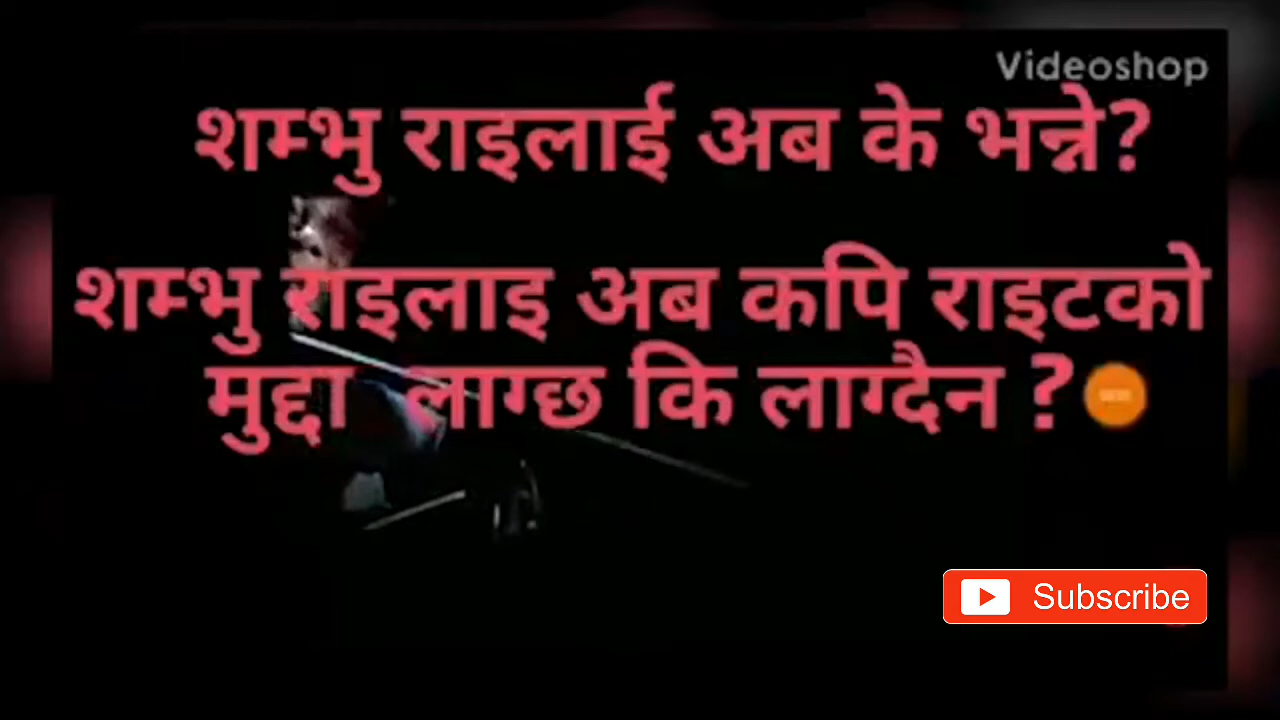 Videoshop
शम्भु राइलाई अब के भन्ने?
शम्भु राइलाइ अब कपि राइटको
मुद्दा लाग्छ कि लाग्दैन ?
Subscribe